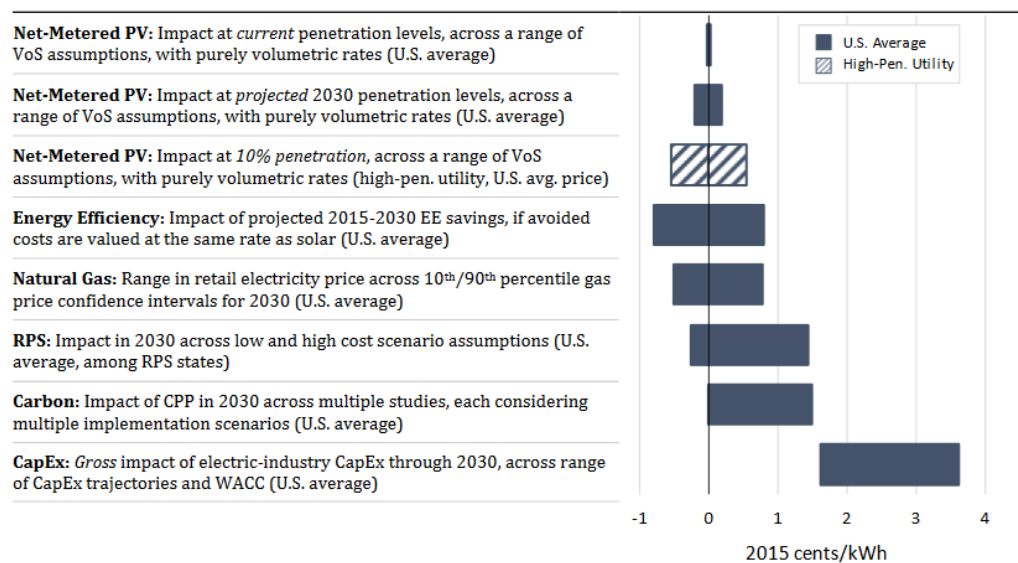 Net-Metered PV: Impact at current penetration levels, across a range of
VoS assumptions, with purely volumetric rates (U.S. average)
Net-Metered PV: Impact at projected 2030 penetration levels, across a
range of VoS assumptions, with purely volumetric rates (U.S. average)
Net-Metered PV: Impact at 10% penetration, across a range of VoS
assumptions, with purely volumetric rates (high-pen. utility, U.S. avg. price)
Energy Efficiency: Impact of projected 2015-2030 EE savings, if avoided
costs are valued at the same rate as solar (U.S. average)
Natural Gas: Range in retail electricity price across 10th/90th percentile gas
price confidence intervals for 2030 (U.S. average)
RPS: Impact in 2030 across low and high cost scenario assumptions (U.S.
average, among RPS states)
Carbon: Impact of CPP in 2030 across multiple studies, each considering
multiple implementation scenarios (U.S. average)
CapEx: Gross impact of electric-industry CapEx through 2030, across range
of CapEx trajectories and WACC (U.S. average)
U.S. Average
High-Pen. Utility
-1 0 1 2 3 4
2015 cents/kWh